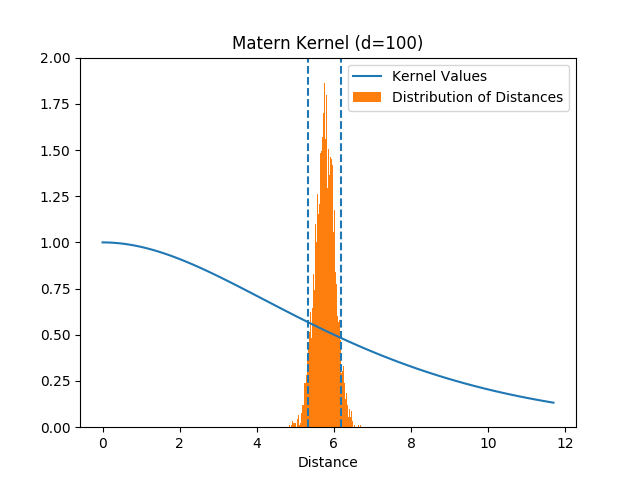 Matern Kernel (d=100)
Kernel Values
Distribution of Distances
2.00
1.75
1.50
1.25
1.00
0.75
0.50
0.25
0.00
0 2 4 6 8 10 12
Distance